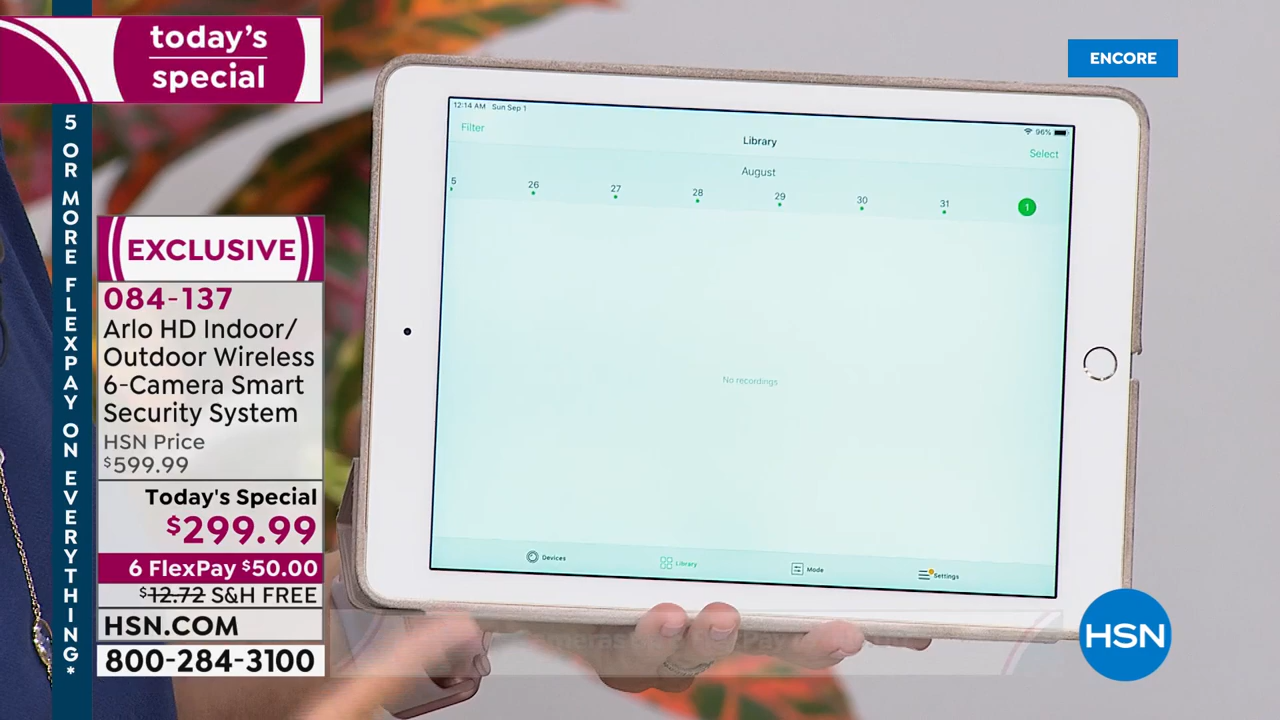 today's
special
ENCORE
5 OR MORE FLEXPAY ON EVERYTHING*
EXCLUSIVE
084-137
Arlo HD Indoor/
Outdoor Wireless
6-Camera Smart
Security System
HSN Price
$599.99
Today's Special
$299.99
6 FlexPay $50.00
$12.72 S&H FREE
HSN.COM
800-284-3100
12:14 AM Sun Sep 1
96%
Filter
Library
Select
August
5 26 27 28 29 30 31 1
No recordings
Devices Library Mode Settings
HSN